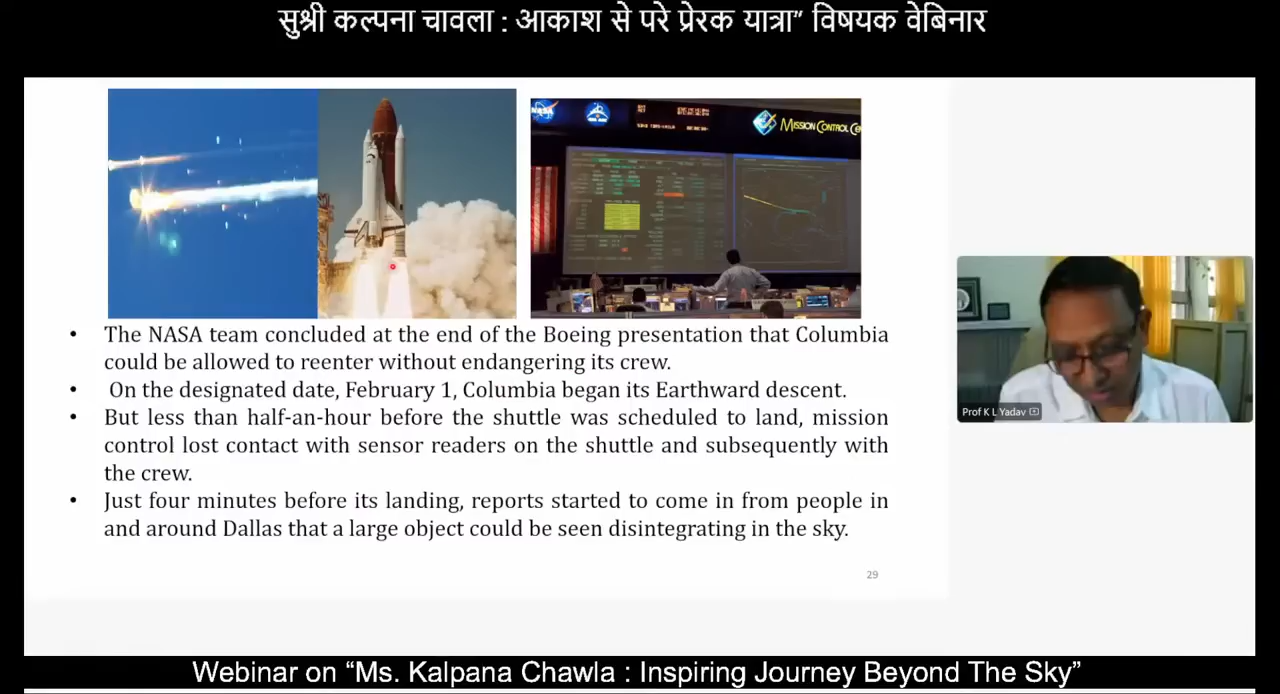 सुश्री कल्पना चावला : आकाश से परे प्रेरक यात्रा” विषयक वेबिनार
NASA
MISSION CONTROL
• The NASA team concluded at the end of the Boeing presentation that Columbia
could be allowed to reenter without endangering its crew.
• On the designated date, February 1, Columbia began its Earthward descent.
• But less than half-an-hour before the shuttle was scheduled to land, mission
control lost contact with sensor readers on the shuttle and subsequently with
the crew.
• Just four minutes before its landing, reports started to come in from people in
and around Dallas that a large object could be seen disintegrating in the sky.
29
Prof K L Yadav
Webinar on “Ms. Kalpana Chawla : Inspiring Journey Beyond The Sky”